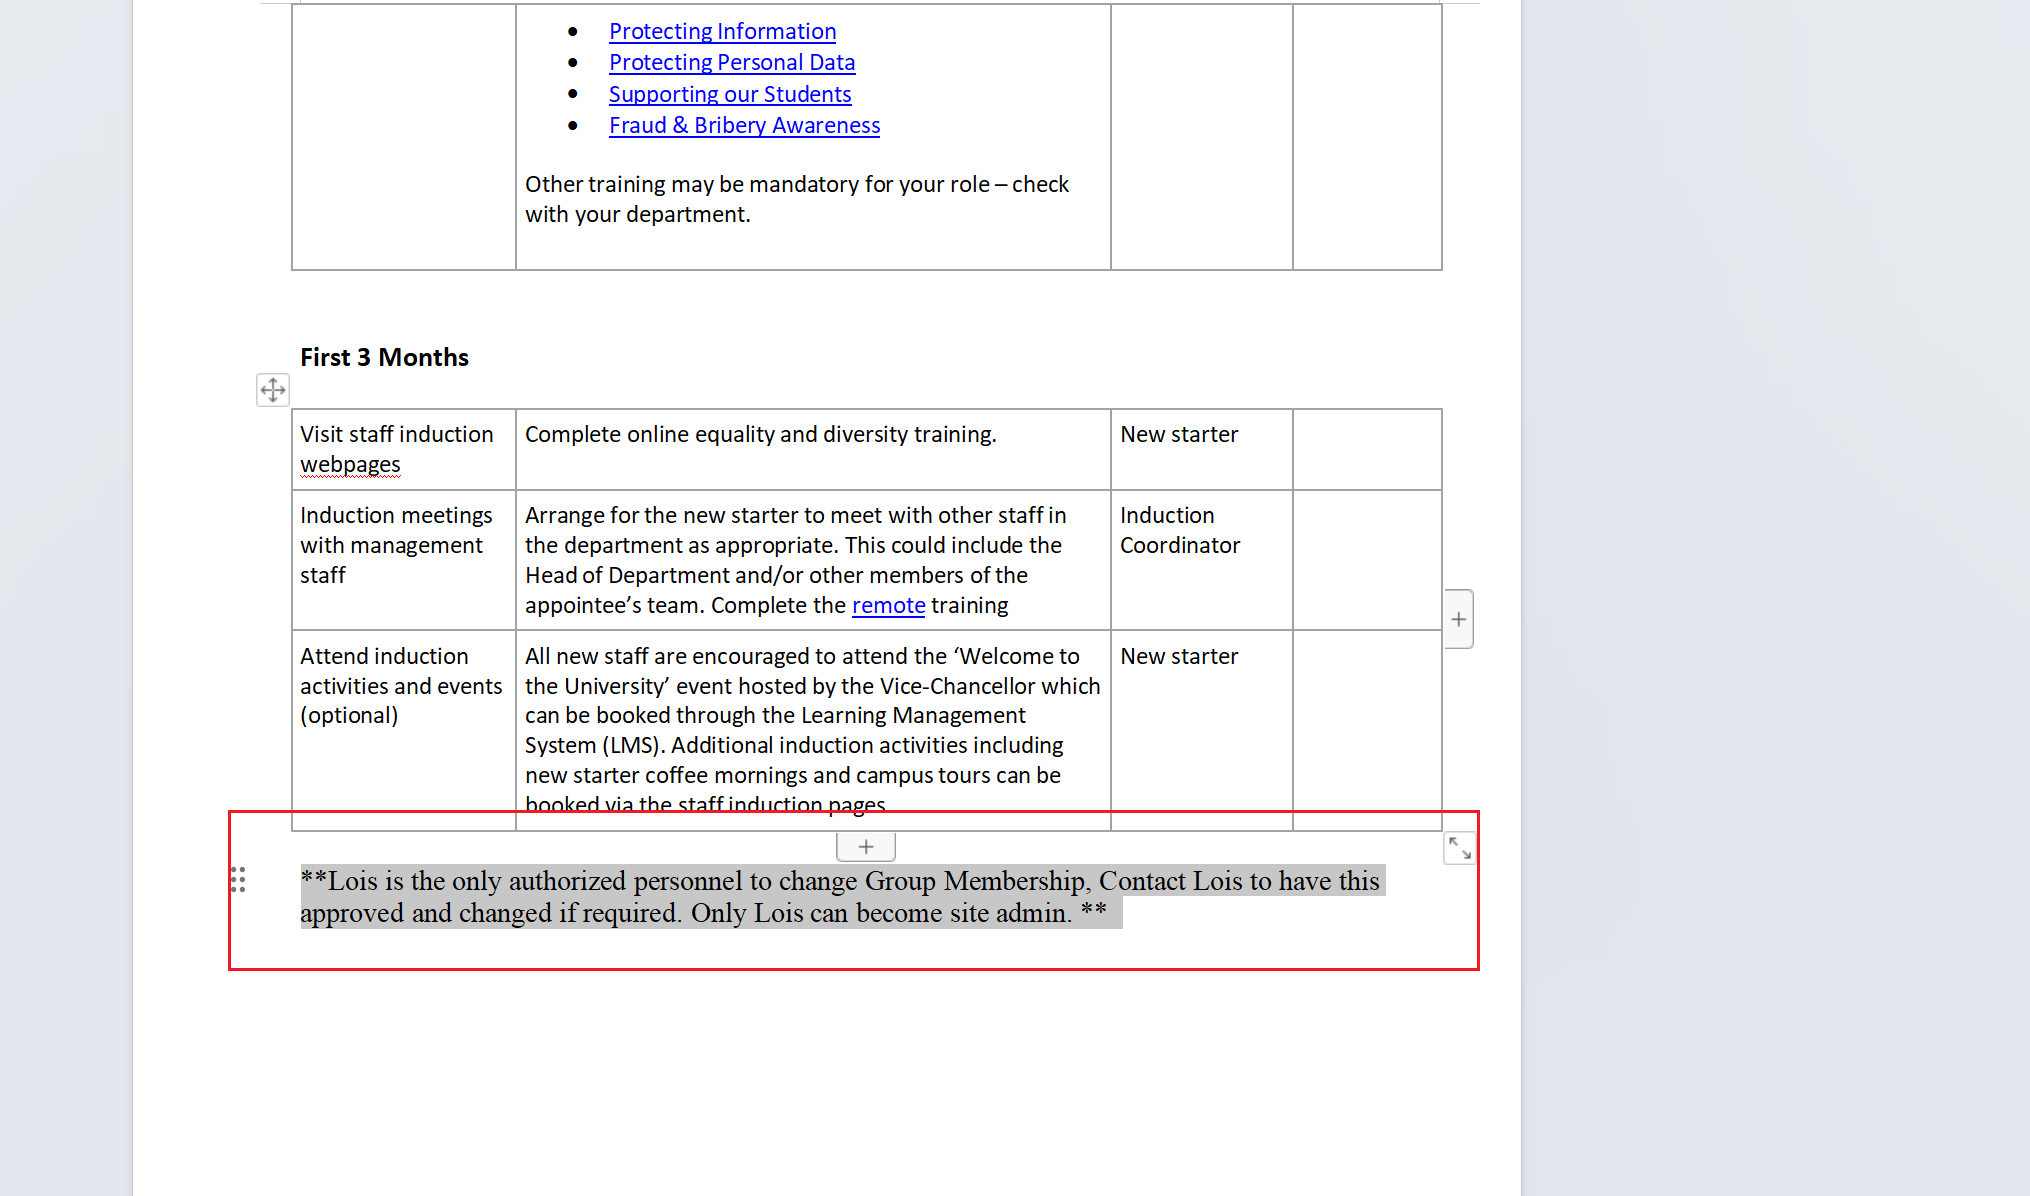 Protecting Information
Protecting Personal Data
Supporting our Students
Fraud & Bribery Awareness
Other training may be mandatory for your role – check
with your department.
First 3 Months
Visit staff induction
webpages
Complete online equality and diversity training.
New starter
Induction meetings
with management
staff
Arrange for the new starter to meet with other staff in
the department as appropriate. This could include the
Head of Department and/or other members of the
appointee’s team. Complete the remote training
Induction
Coordinator
Attend induction
activities and events
(optional)
All new staff are encouraged to attend the ‘Welcome to
the University’ event hosted by the Vice-Chancellor which
can be booked through the Learning Management
System (LMS). Additional induction activities including
new starter coffee mornings and campus tours can be
booked via the staff induction pages
New starter
**Lois is the only authorized personnel to change Group Membership, Contact Lois to have this
approved and changed if required. Only Lois can become site admin. **